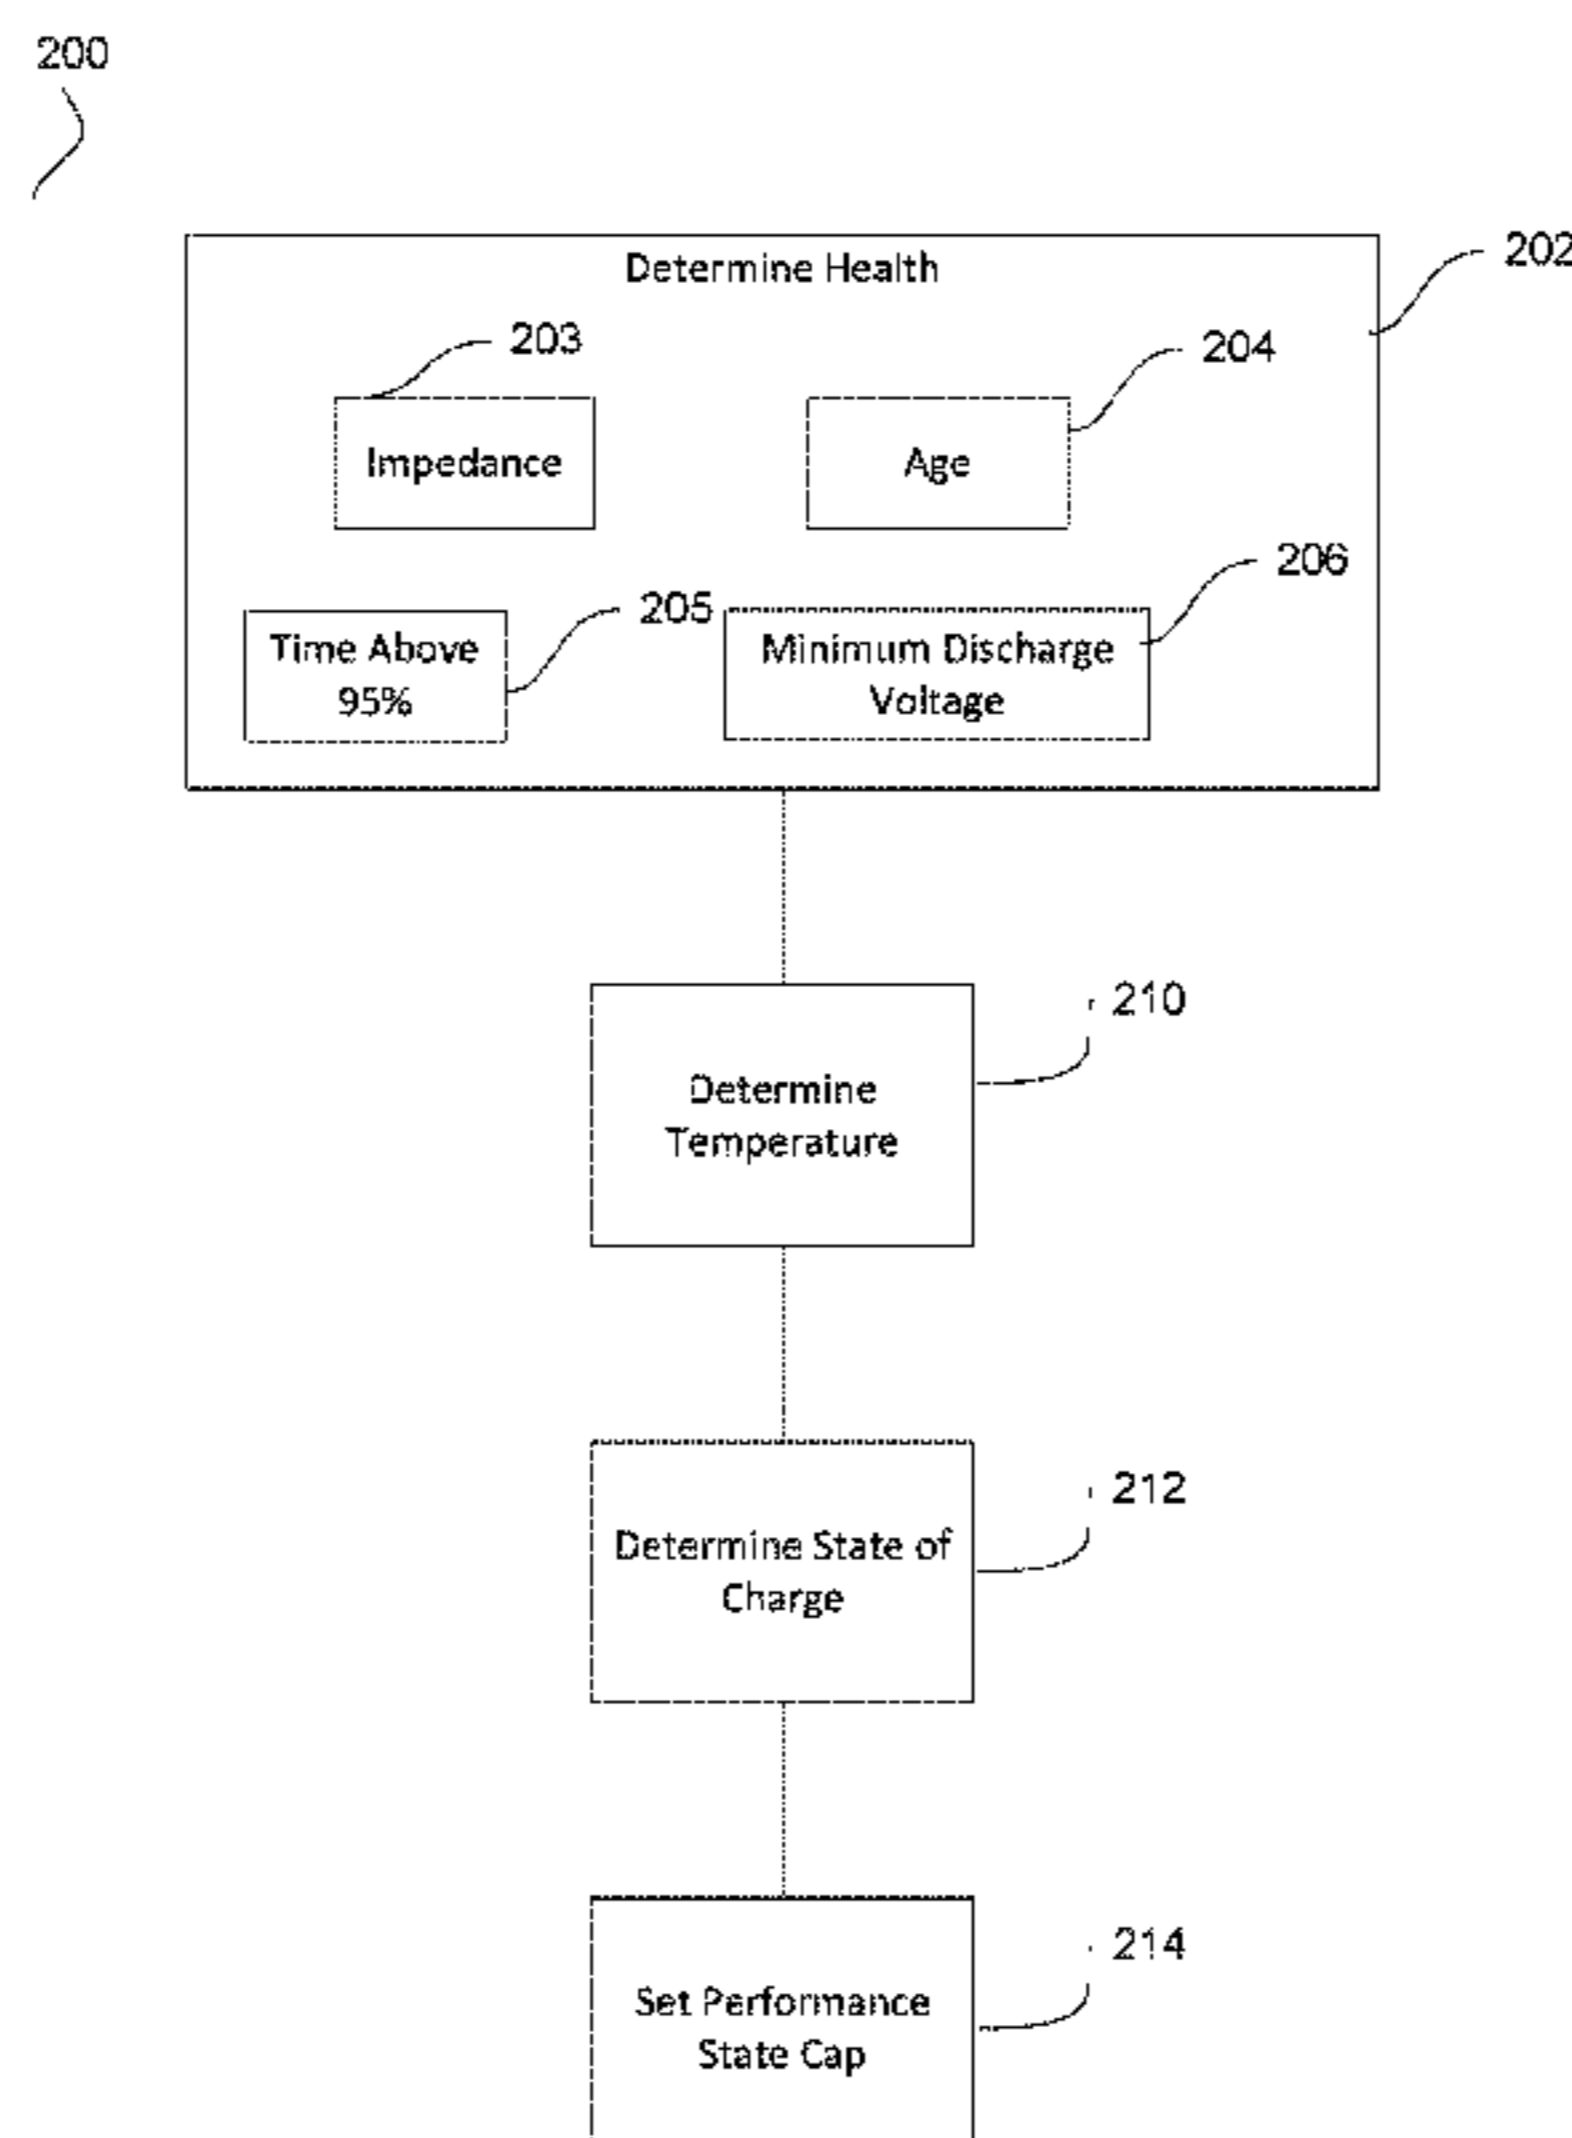 200
Determine Health
202
203
204
Impedance
Age
205
206
Time Above
95%
Minimum Discharge
Voltage
210
Determine
Temperature
212
Determine State of
Charge
214
Set Performance
State Cap